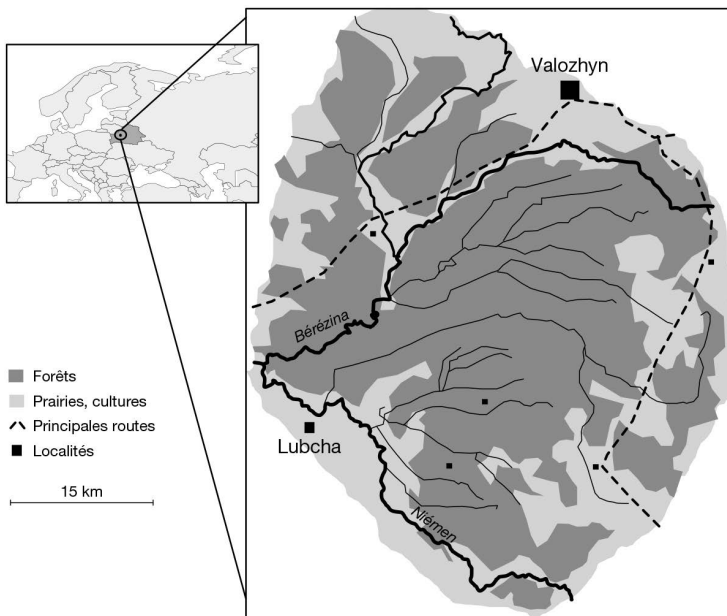 Valozhyn
Bérézina
Forêts
Prairies, cultures
Principales routes
Localités
Lubcha
15 km
Niémen